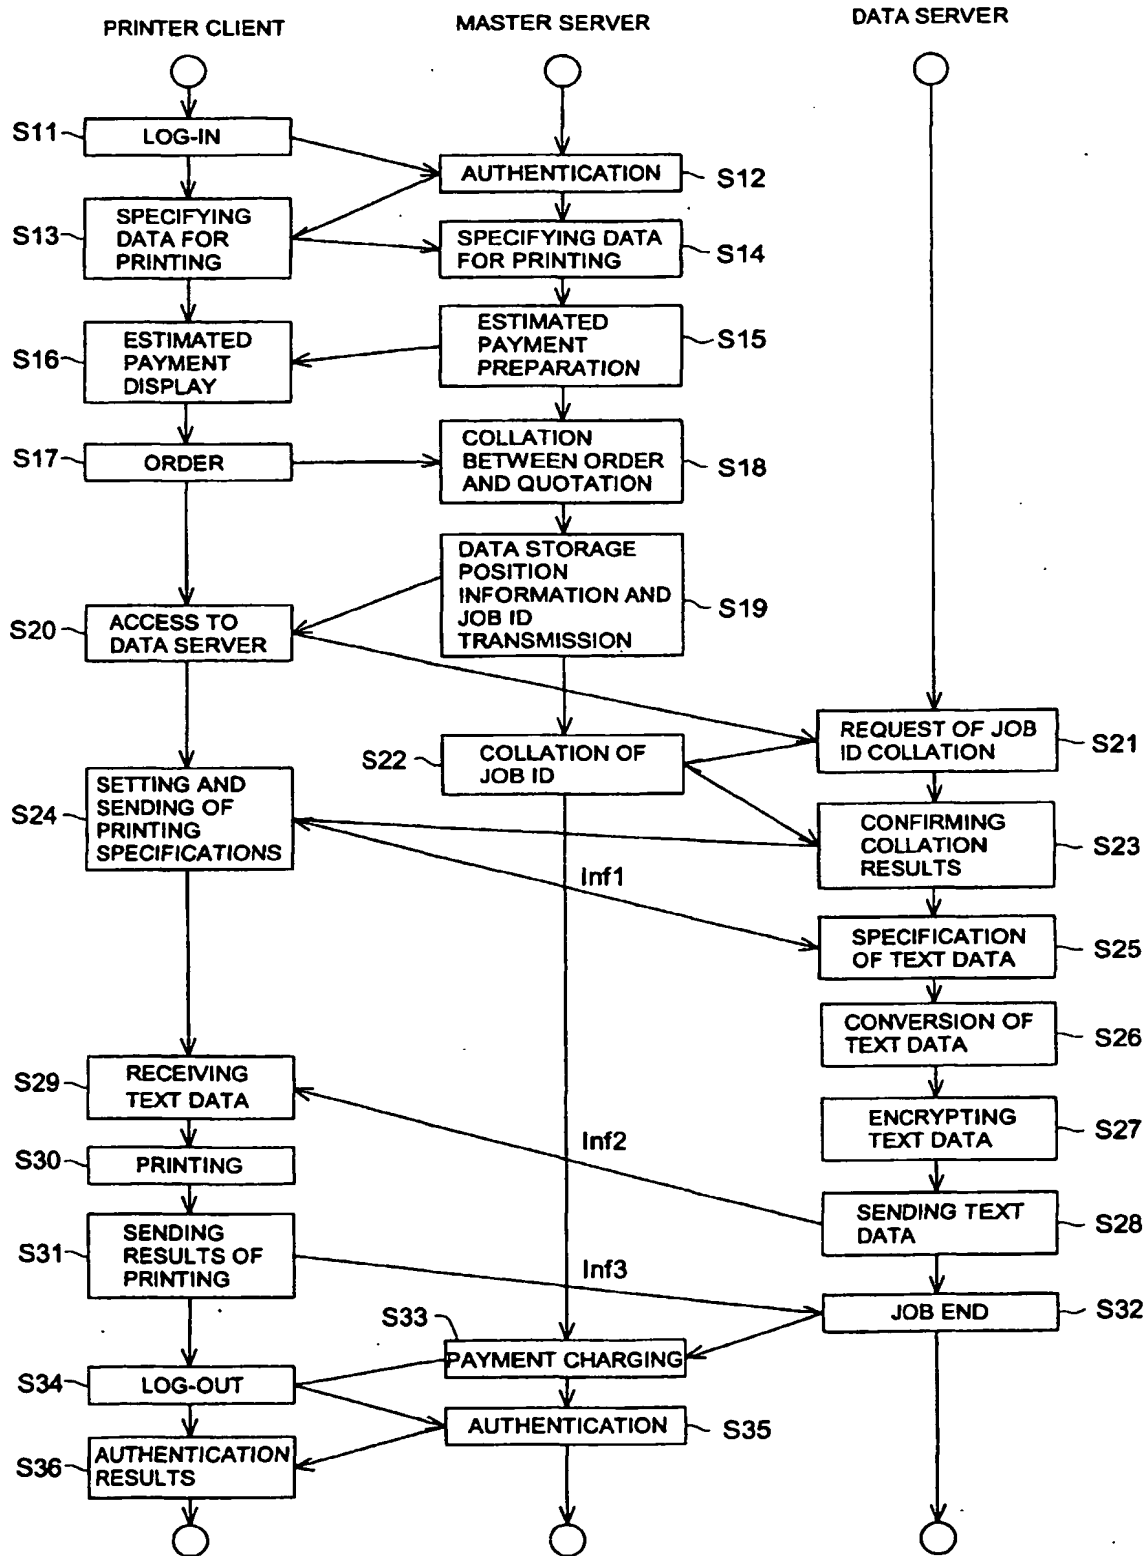 PRINTER CLIENT
MASTER SERVER
DATA SERVER
S11
LOG-IN
AUTHENTICATION
S12
S13
SPECIFYING
DATA FOR
PRINTING
SPECIFYING DATA
FOR PRINTING
S14
ESTIMATED
PAYMENT
PREPARATION
S15
S16
ESTIMATED
PAYMENT
DISPLAY
S17
ORDER
COLLATION
BETWEEN ORDER
AND QUOTATION
S18
DATA STORAGE
POSITION
INFORMATION AND
JOB ID
TRANSMISSION
S19
S20
ACCESS TO
DATA SERVER
REQUEST OF JOB
ID COLLATION
S21
S22
COLLATION OF
JOB ID
S24
SETTING AND
SENDING OF
PRINTING
SPECIFICATIONS
CONFIRMING
COLLATION
RESULTS
S23
Inf1
SPECIFICATION
OF TEXT DATA
S25
CONVERSION OF
TEXT DATA
S26
S29
RECEIVING
TEXT DATA
ENCRYPTING
TEXT DATA
S27
Inf2
S30
PRINTING
SENDING TEXT
DATA
S28
S31
SENDING
RESULTS OF
PRINTING
Inf3
JOB END
S32
S33
PAYMENT CHARGING
S34
LOG-OUT
AUTHENTICATION
S35
S36
AUTHENTICATION
RESULTS